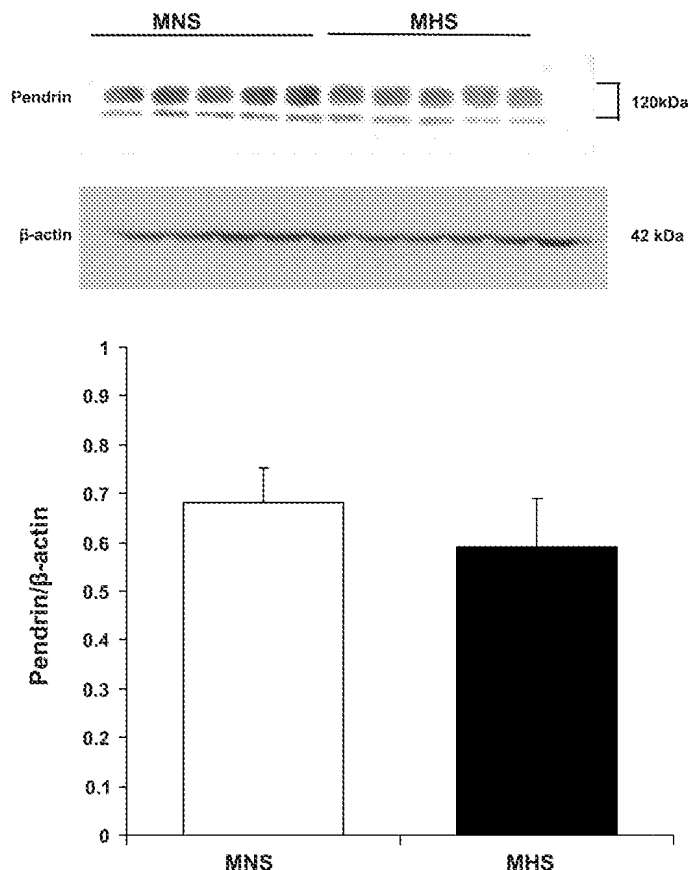 MNS MHS
Pendrin 120kDa
β-actin 42 kDa
1
0.9
0.8
0.7
0.6
0.5
0.4
0.3
0.2
0.1
0
Pendrin/β-actin
MNS MHS